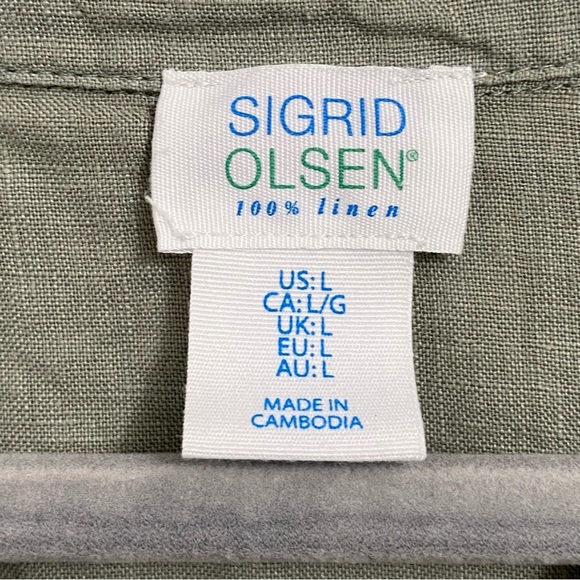 SIGRID
OLSEN®
100% linen
US: L
CA: L/G
UK: L
EU: L
AU: L
MADE IN
CAMBODIA